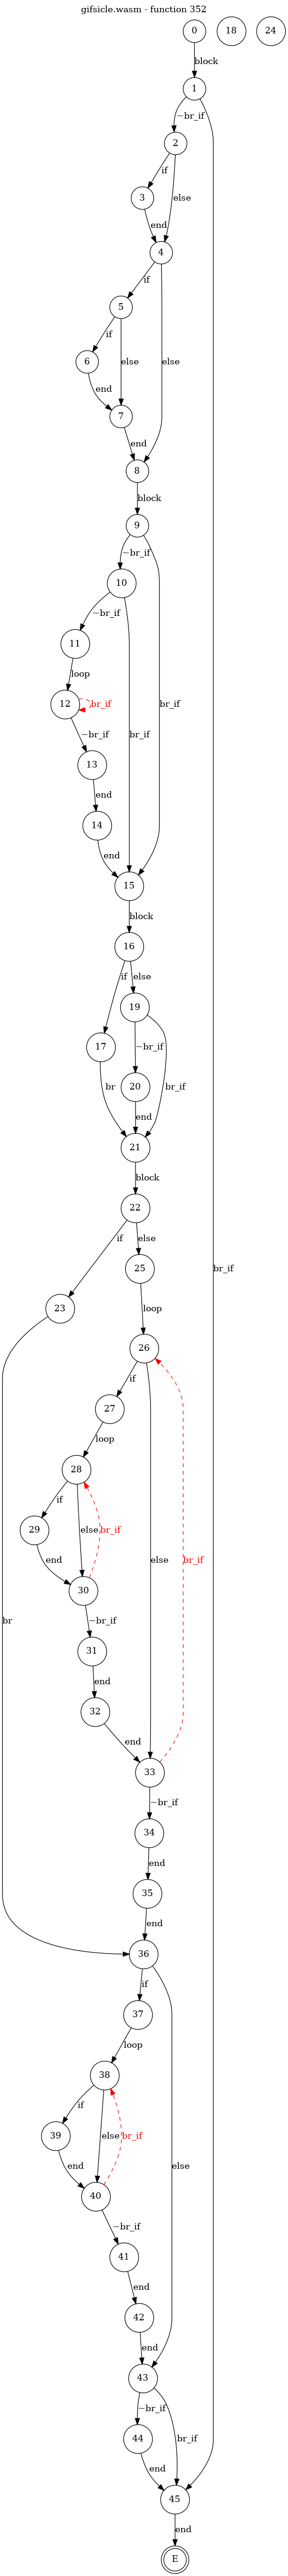 gifsicle.wasm - function 352
0
18
24
block
1
~br_if
2
if
3
else
end
4
if
5
if
else
6
else
end
7
end
8
block
9
~br_if
10
~br_if
11
loop
12
br_if
br_if
br_if
~br_if
13
end
14
end
15
block
16
if
else
19
17
~br_if
br
20
br_if
end
21
block
22
if
else
br_if
25
23
loop
26
if
27
loop
28
if
29
else
br_if
else
br_if
end
30
br
~br_if
31
end
32
end
33
~br_if
34
end
35
end
36
if
37
loop
38
if
39
else
br_if
end
else
40
~br_if
41
end
42
end
43
~br_if
44
br_if
end
45
end
E